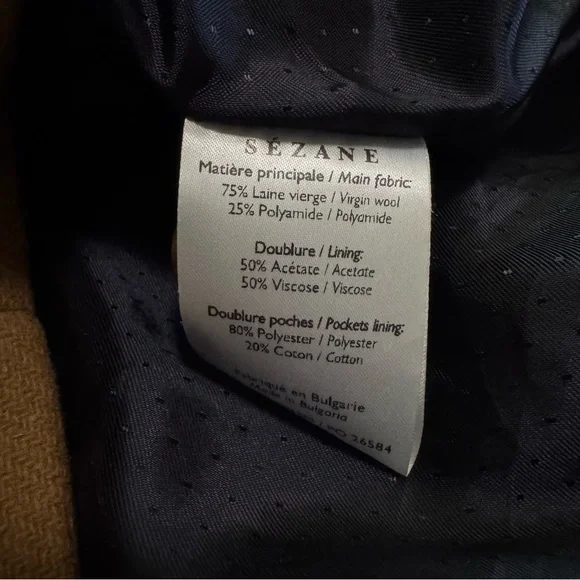 SÉZANE
Matière principale / Main fabric:
75% Laine vierge / Virgin wool
25% Polyamide / Polyamide
Doublure / Lining:
50% Acétate / Acetate
50% Viscose / Viscose
Doublure poches / Pockets lining:
80% Polyester / Polyester
20% Coton / Cotton
Fabriqué en Bulgarie
Made in Bulgaria
/ PO 26584